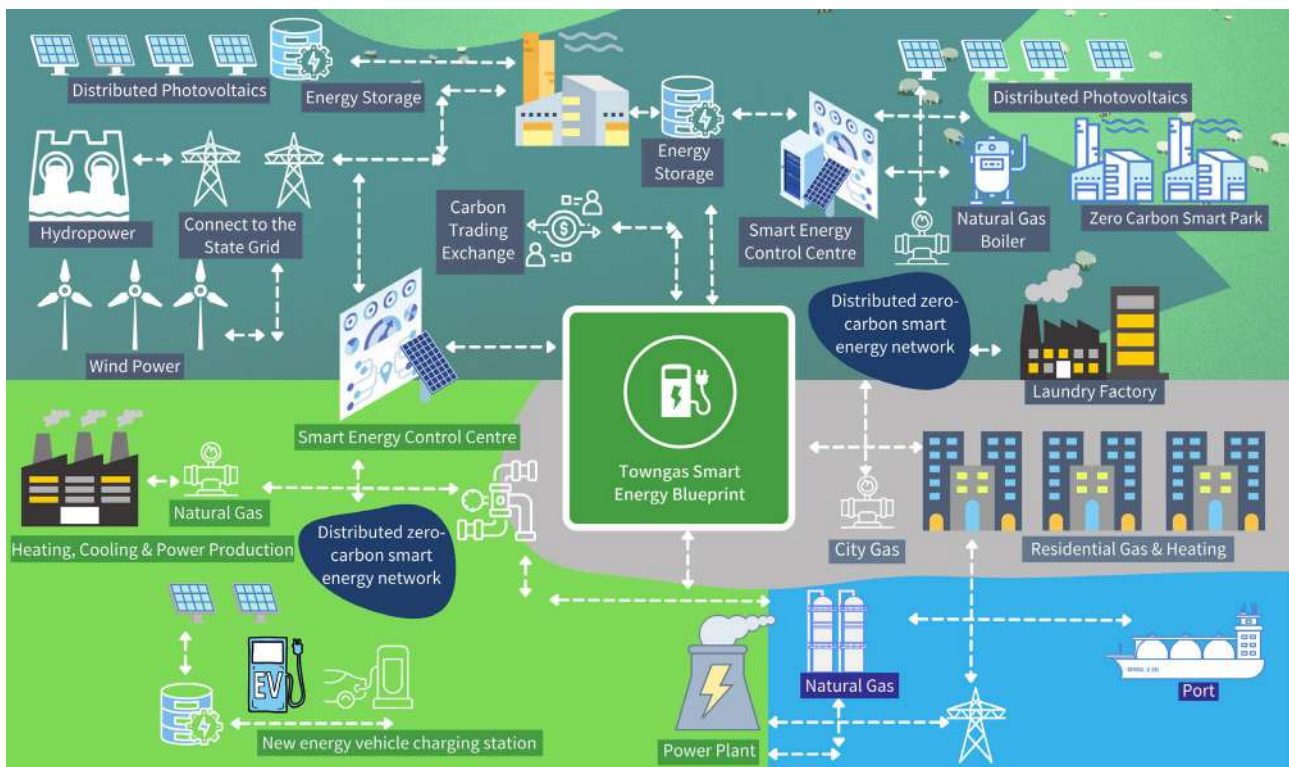 Distributed Photovoltaics
Energy Storage
Distributed Photovoltaics
Energy
Storage
Hydropower
Connect to the
State Grid
Carbon
Trading
Exchange
Smart Energy
Control Centre
Natural Gas
Boiler
Zero Carbon Smart Park
Wind Power
Distributed zero-
carbon smart
energy network
Laundry Factory
Smart Energy Control Centre
Towngas Smart
Energy Blueprint
Natural Gas
Heating, Cooling & Power Production
Distributed zero-
carbon smart
energy network
City Gas
Residential Gas & Heating
EV
New energy vehicle charging station
Power Plant
Natural Gas
Port